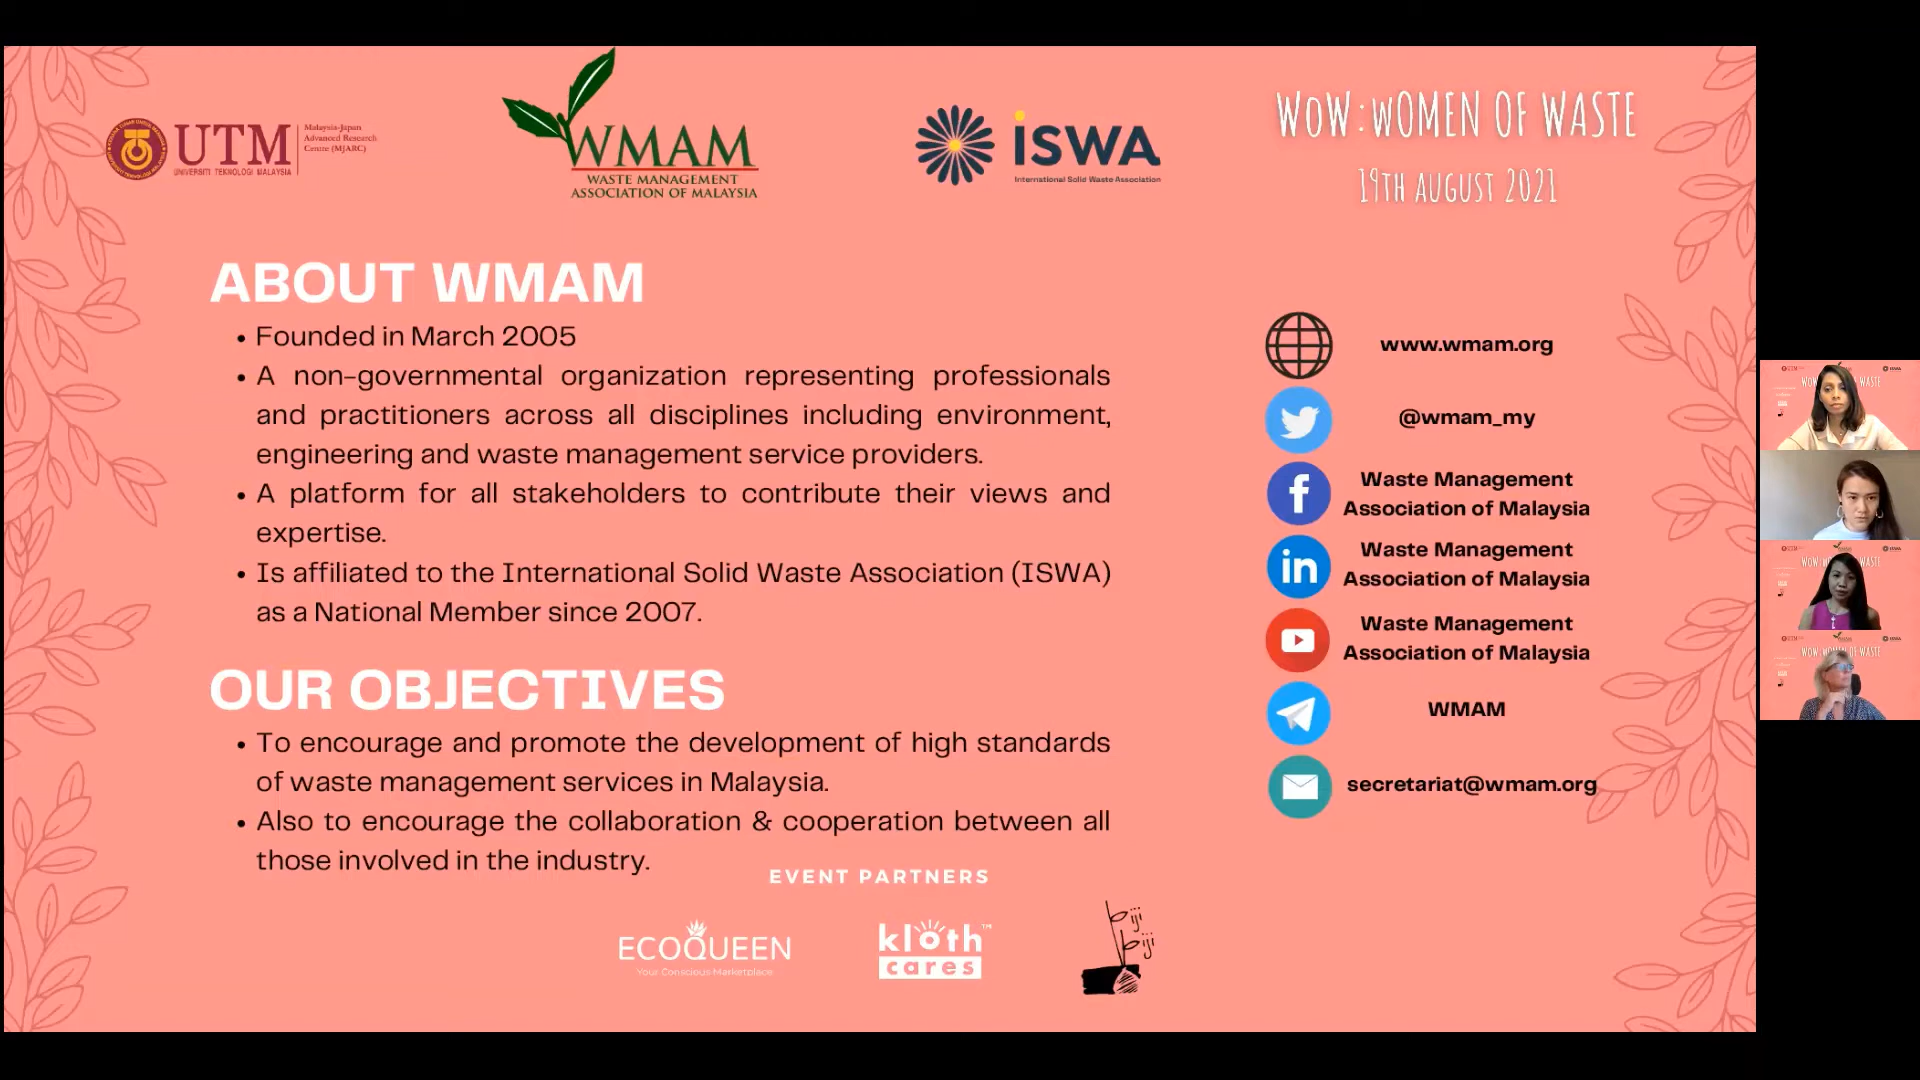 UTM
UNIVERSITI TEKNOLOGI MALAYSIA
Malaysia-Japan
Advanced Research
Centre (MJARC)
WMAM
WASTE MANAGEMENT
ASSOCIATION OF MALAYSIA
iSWA
International Solid Waste Association
WoW:wOMEN OF WASTE
19TH AUGUST 2021
ABOUT WMAM
• Founded in March 2005
• A non-governmental organization representing professionals
and practitioners across all disciplines including environment,
engineering and waste management service providers.
• A platform for all stakeholders to contribute their views and
expertise.
• Is affiliated to the International Solid Waste Association (ISWA)
as a National Member since 2007.
OUR OBJECTIVES
• To encourage and promote the development of high standards
of waste management services in Malaysia.
• Also to encourage the collaboration & cooperation between all
those involved in the industry.
www.wmam.org
@wmam_my
Waste Management
Association of Malaysia
Waste Management
Association of Malaysia
Waste Management
Association of Malaysia
WMAM
secretariat@wmam.org
EVENT PARTNERS
ECOQUEEN
Your Conscious Marketplace
kloth™
cares
iji
iji